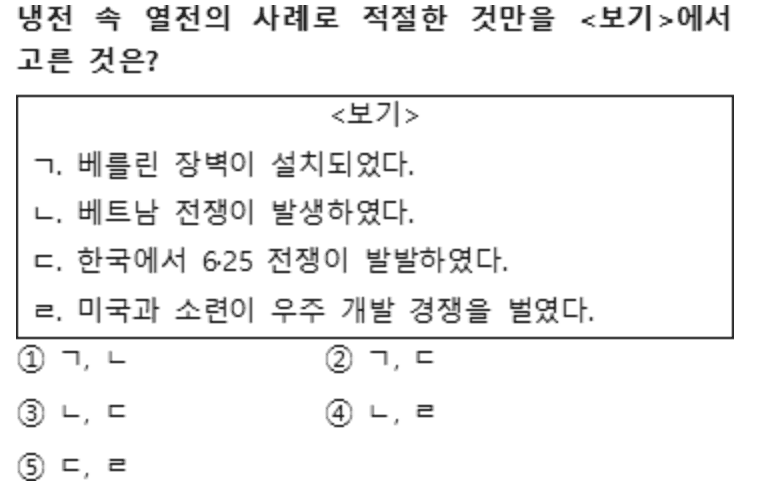 냉전 속 열전의 사례로 적절한 것만을 <보기>에서
고른 것은?
<보기>
ㄱ. 베를린 장벽이 설치되었다.
ㄴ. 베트남 전쟁이 발생하였다.
ㄷ. 한국에서 6·25 전쟁이 발발하였다.
ㄹ. 미국과 소련이 우주 개발 경쟁을 벌였다.
① ㄱ, ㄴ ② ㄱ, ㄷ
③ ㄴ, ㄷ ④ ㄴ, ㄹ
⑤ ㄷ, ㄹ